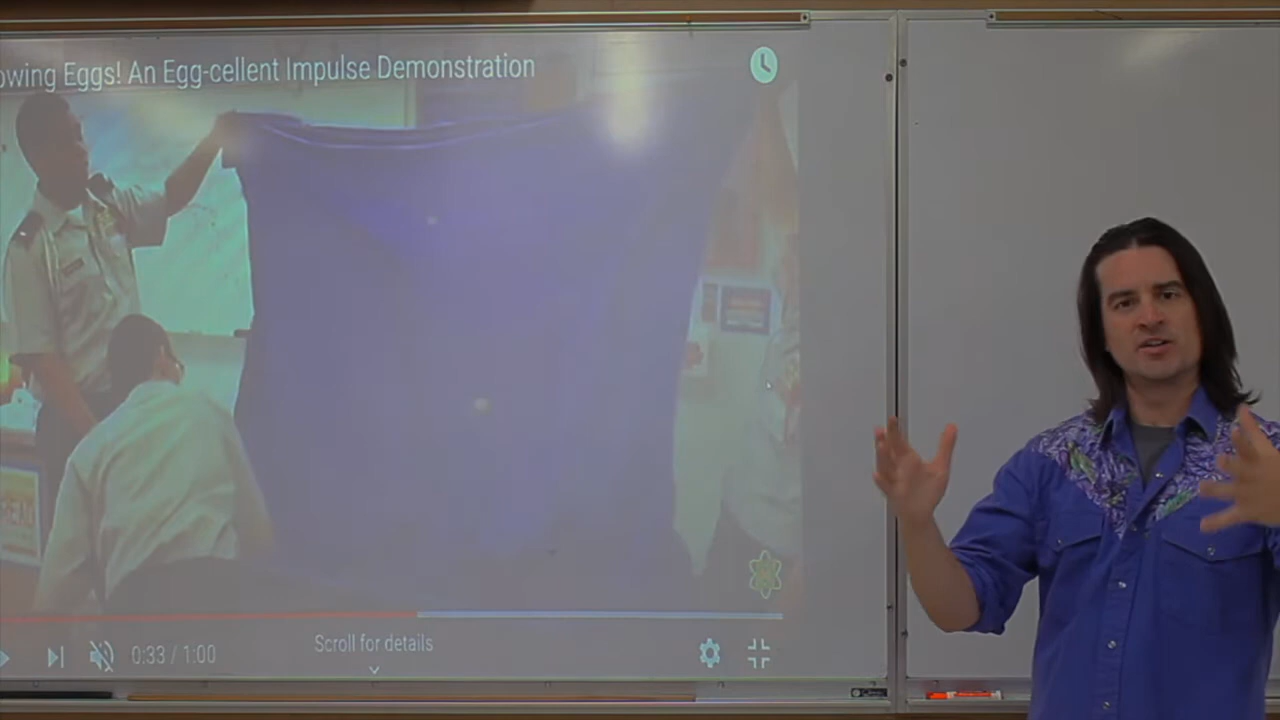 owing Eggs! An Egg-cellent Impulse Demonstration
Scroll for details
0:33 / 1:00